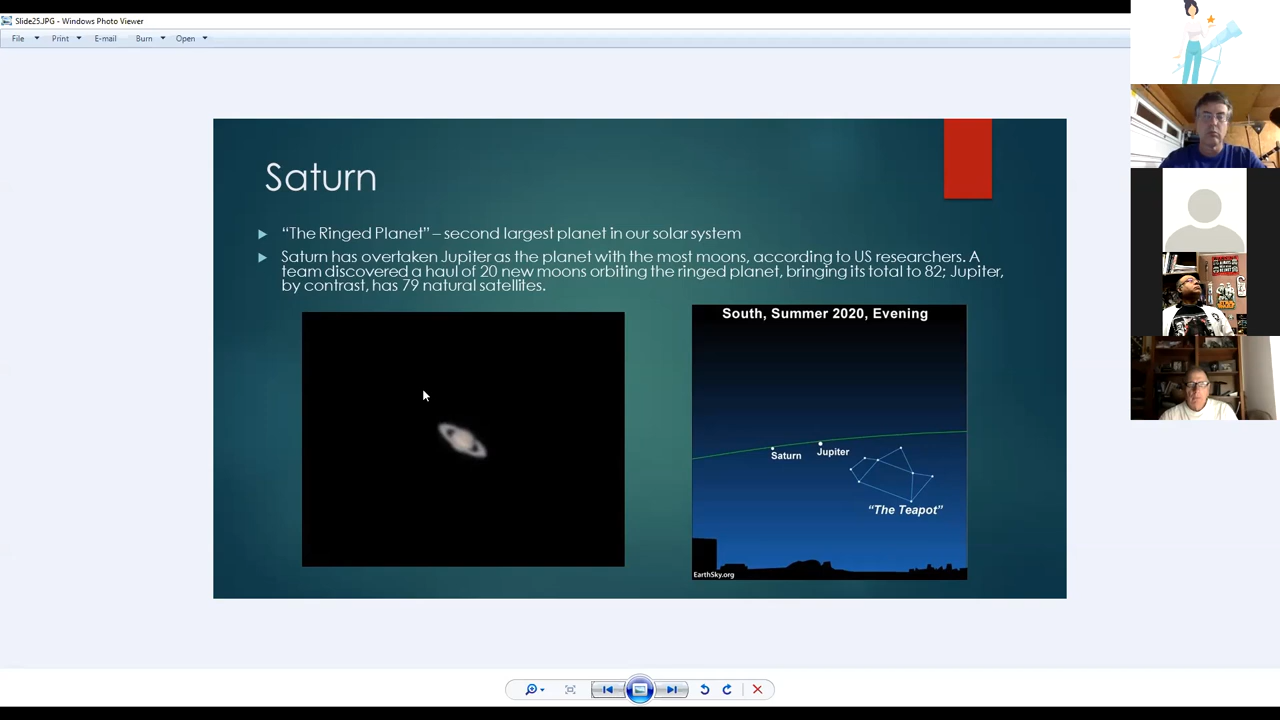 Slide25.JPG - Windows Photo Viewer
File Print E-mail Burn Open
Saturn
“The Ringed Planet” – second largest planet in our solar system
Saturn has overtaken Jupiter as the planet with the most moons, according to US researchers. A
team discovered a haul of 20 new moons orbiting the ringed planet, bringing its total to 82; Jupiter,
by contrast, has 79 natural satellites.
South, Summer 2020, Evening
Saturn
Jupiter
“The Teapot”
EarthSky.org